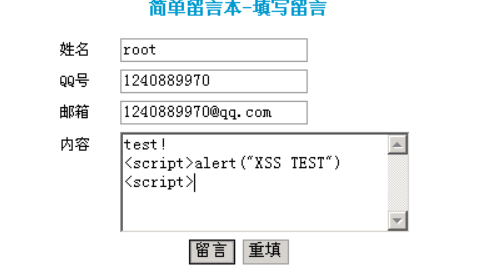 简单留言本-填写留言
姓名 root
QQ号 1240889970
邮箱 1240889970@qq.com
内容 test!
<script>alert("XSS TEST")
<script>
留言 重填